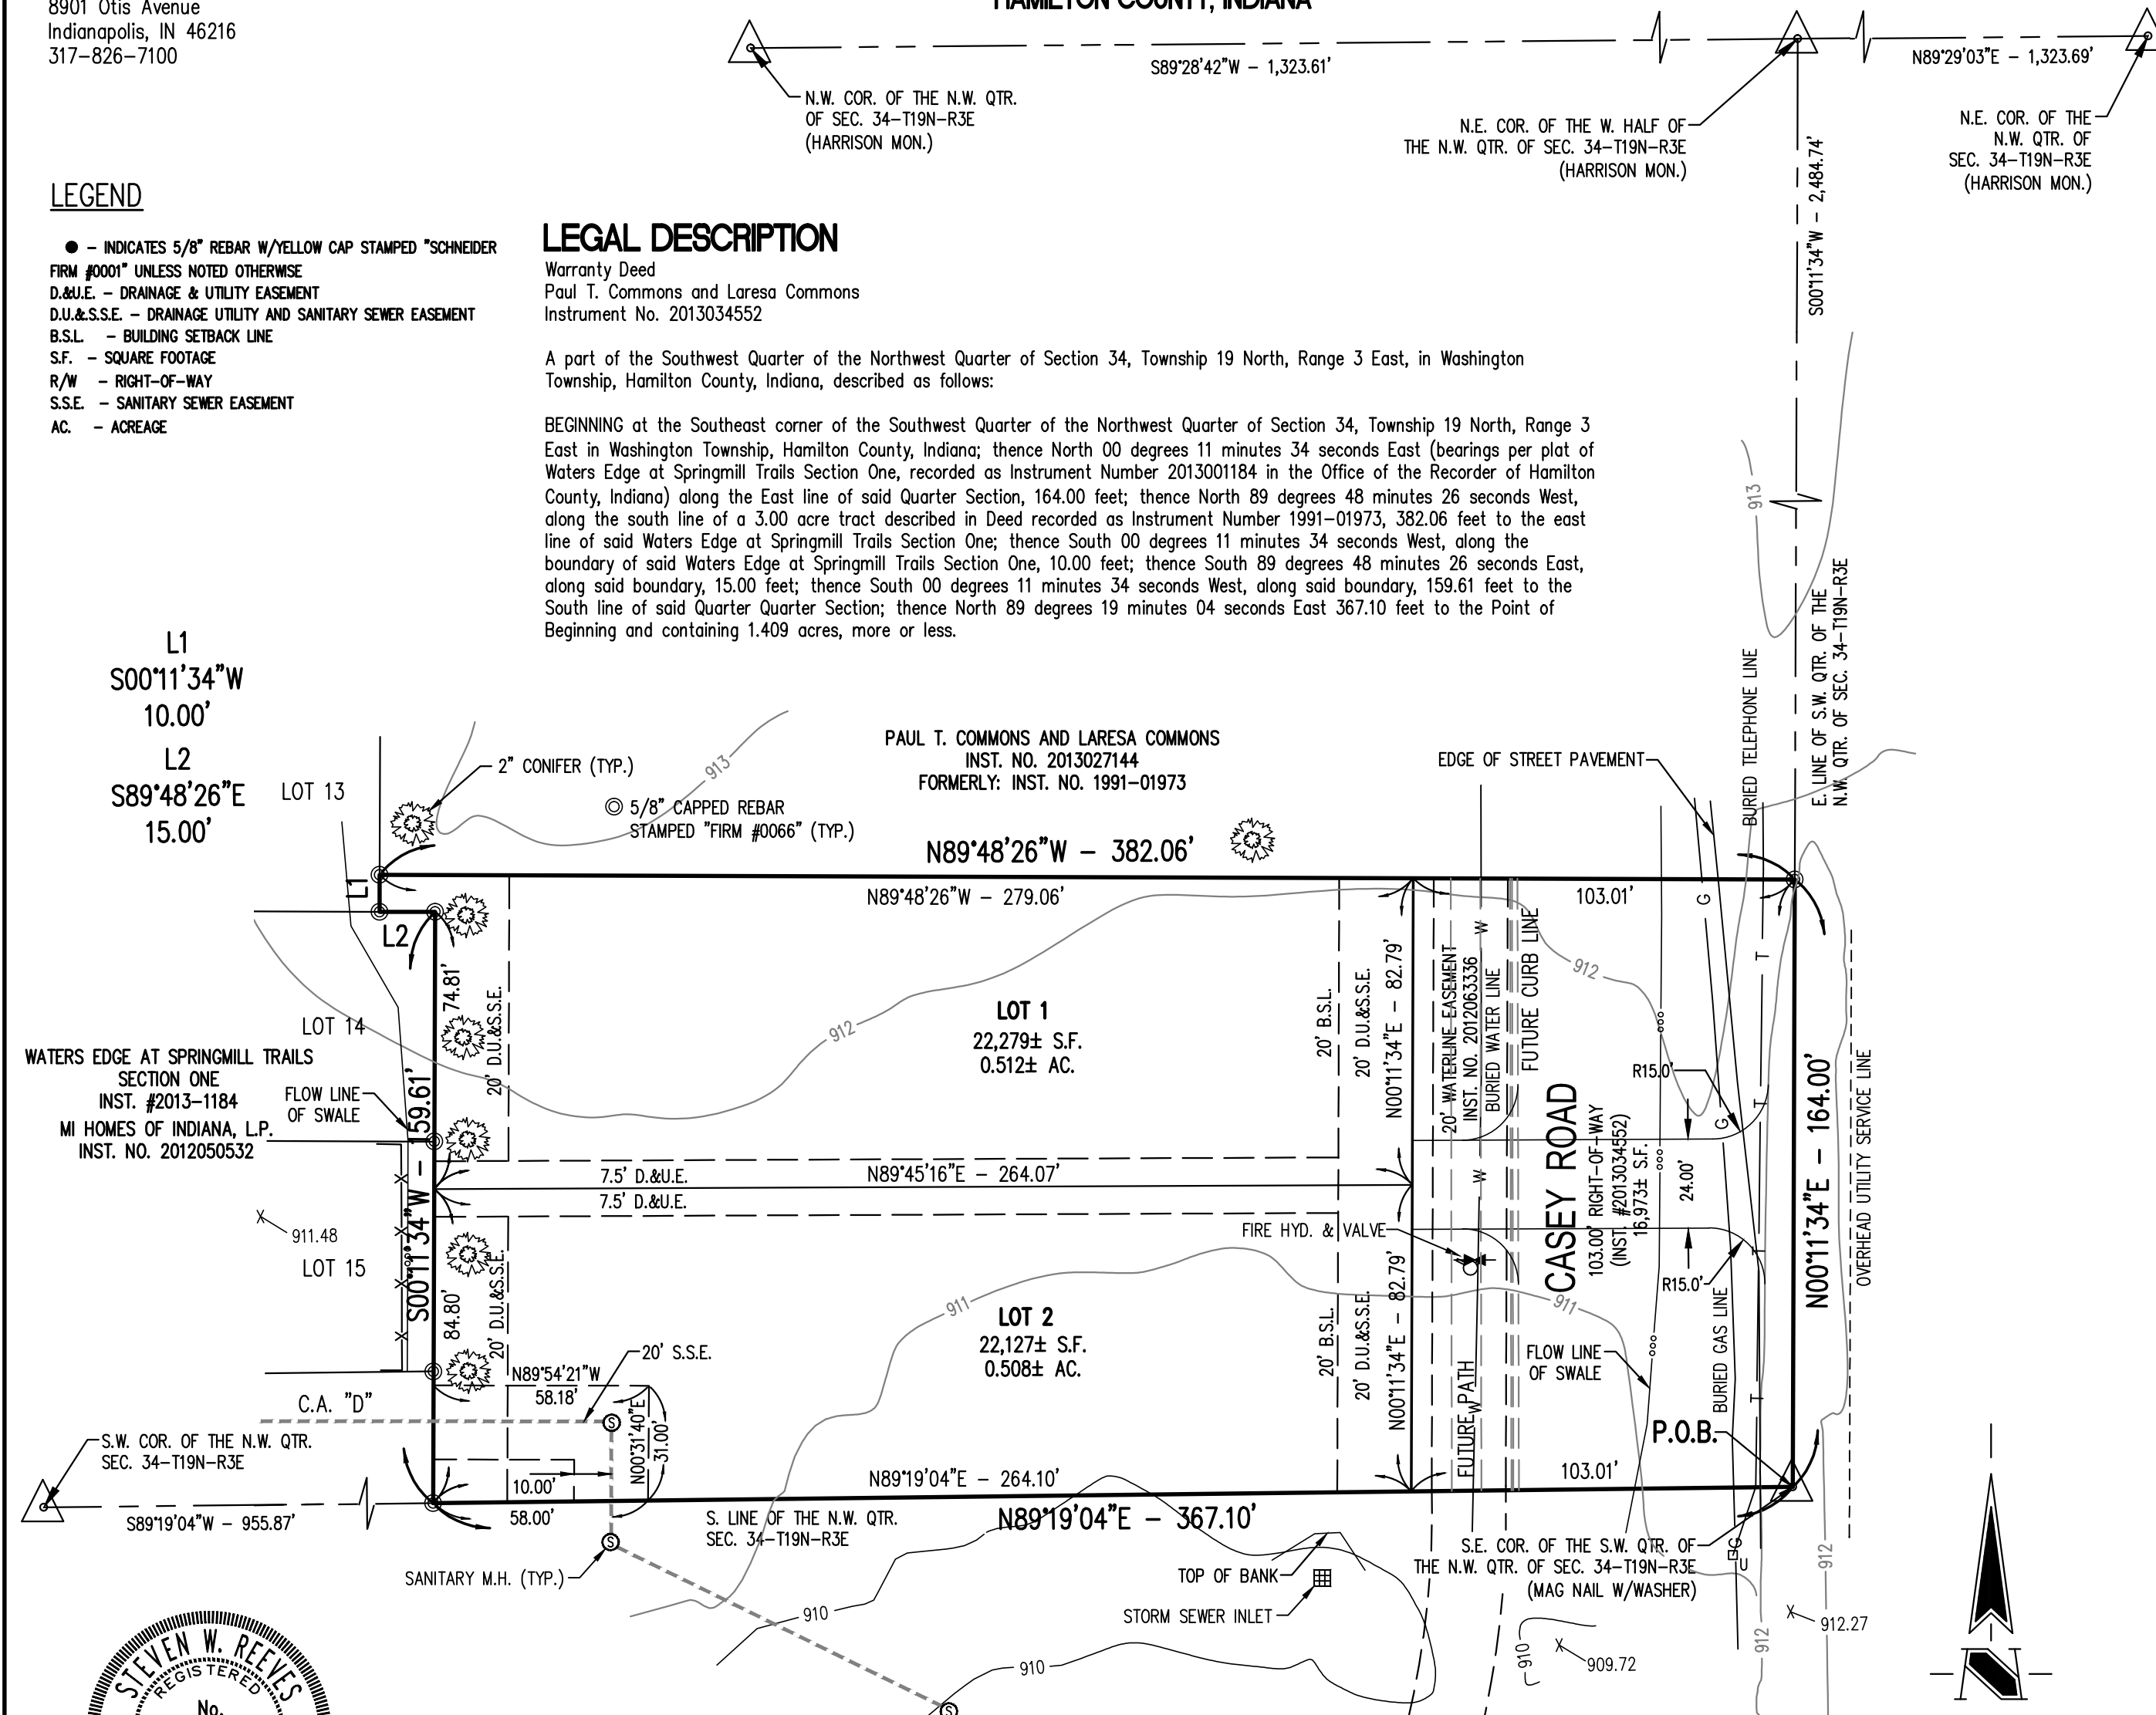 8901 Otis Avenue
Indianapolis, IN 46216
317-826-7100
HAMILTON COUNTY, INDIANA
S89°28'42"W - 1,323.61'
N89°29'03"E - 1,323.69'
N.W. COR. OF THE N.W. QTR.
OF SEC. 34-T19N-R3E
(HARRISON MON.)
N.E. COR. OF THE W. HALF OF
THE N.W. QTR. OF SEC. 34-T19N-R3E
(HARRISON MON.)
N.E. COR. OF THE
N.W. QTR. OF
SEC. 34-T19N-R3E
(HARRISON MON.)
S00°11'34"W - 2,484.74'
LEGEND
- INDICATES 5/8" REBAR W/YELLOW CAP STAMPED "SCHNEIDER
FIRM #0001" UNLESS NOTED OTHERWISE
D.&U.E. - DRAINAGE & UTILITY EASEMENT
D.U.&.S.S.E. - DRAINAGE UTILITY AND SANITARY SEWER EASEMENT
B.S.L. - BUILDING SETBACK LINE
S.F. - SQUARE FOOTAGE
R/W - RIGHT-OF-WAY
S.S.E. - SANITARY SEWER EASEMENT
AC. - ACREAGE
LEGAL DESCRIPTION
Warranty Deed
Paul T. Commons and Laresa Commons
Instrument No. 2013034552
A part of the Southwest Quarter of the Northwest Quarter of Section 34, Township 19 North, Range 3 East, in Washington
Township, Hamilton County, Indiana, described as follows:
BEGINNING at the Southeast corner of the Southwest Quarter of the Northwest Quarter of Section 34, Township 19 North, Range 3
East in Washington Township, Hamilton County, Indiana; thence North 00 degrees 11 minutes 34 seconds East (bearings per plat of
Waters Edge at Springmill Trails Section One, recorded as Instrument Number 2013001184 in the Office of the Recorder of Hamilton
County, Indiana) along the East line of said Quarter Section, 164.00 feet; thence North 89 degrees 48 minutes 26 seconds West,
along the south line of a 3.00 acre tract described in Deed recorded as Instrument Number 1991-01973, 382.06 feet to the east
line of said Waters Edge at Springmill Trails Section One; thence South 00 degrees 11 minutes 34 seconds West, along the
boundary of said Waters Edge at Springmill Trails Section One, 10.00 feet; thence South 89 degrees 48 minutes 26 seconds East,
along said boundary, 15.00 feet; thence South 00 degrees 11 minutes 34 seconds West, along said boundary, 159.61 feet to the
South line of said Quarter Quarter Section; thence North 89 degrees 19 minutes 04 seconds East 367.10 feet to the Point of
Beginning and containing 1.409 acres, more or less.
913
E. LINE OF S.W. QTR. OF THE
N.W. QTR. OF SEC. 34-T19N-R3E
BURIED TELEPHONE LINE
L1
S00°11'34"W
10.00'
L2
S89°48'26"E
15.00'
LOT 13
2" CONIFER (TYP.)
913
5/8" CAPPED REBAR
STAMPED "FIRM #0066" (TYP.)
PAUL T. COMMONS AND LARESA COMMONS
INST. NO. 2013027144
FORMERLY: INST. NO. 1991-01973
EDGE OF STREET PAVEMENT
N89°48'26"W - 382.06'
L1
L2
N89°48'26"W - 279.06'
103.01'
G
W
T
74.81'
20' D.U.&S.S.E.
LOT 14
912
LOT 1
22,279± S.F.
0.512± AC.
20' B.S.L.
20' D.U.&S.S.E.
N00°11'34"E - 82.79'
20' WATERLINE EASEMENT
INST. NO. 2012063336
BURIED WATER LINE
FUTURE CURB LINE
912
WATERS EDGE AT SPRINGMILL TRAILS
SECTION ONE
INST. #2013-1184
MI HOMES OF INDIANA, L.P.
INST. NO. 2012050532
FLOW LINE
OF SWALE
S00°11'34"W - 159.61'
R15.0'
T
G
CASEY ROAD
103.00' RIGHT-OF-WAY
(INST. #2013034552)
16,973± S.F.
24.00'
N00°11'34"E - 164.00'
OVERHEAD UTILITY SERVICE LINE
7.5' D.&U.E.
N89°45'16"E - 264.07'
7.5' D.&U.E.
W
X
X
911.48
X
LOT 15
X
X
FIRE HYD. & VALVE
T
R15.0'
84.80'
20' D.U.&S.S.E.
911
LOT 2
22,127± S.F.
0.508± AC.
20' B.S.L.
20' D.U.&S.S.E.
N00°11'34"E - 82.79'
911
FLOW LINE
OF SWALE
BURIED GAS LINE
T
FUTURE PATH
W
20' S.S.E.
N89°54'21"W
58.18'
C.A. "D"
S
N00°31'40"E
31.00'
P.O.B.
S.W. COR. OF THE N.W. QTR.
SEC. 34-T19N-R3E
10.00'
N89°19'04"E - 264.10'
103.01'
S89°19'04"W - 955.87'
58.00'
S. LINE OF THE N.W. QTR.
SEC. 34-T19N-R3E
N89°19'04"E - 367.10'
S
SANITARY M.H. (TYP.)
TOP OF BANK
STORM SEWER INLET
S.E. COR. OF THE S.W. QTR. OF
THE N.W. QTR. OF SEC. 34-T19N-R3E
(MAG NAIL W/WASHER)
912
910
X
912.27
912
910
910
X
909.72
S
N
STEVEN W. REEVES
REGISTERED
No.